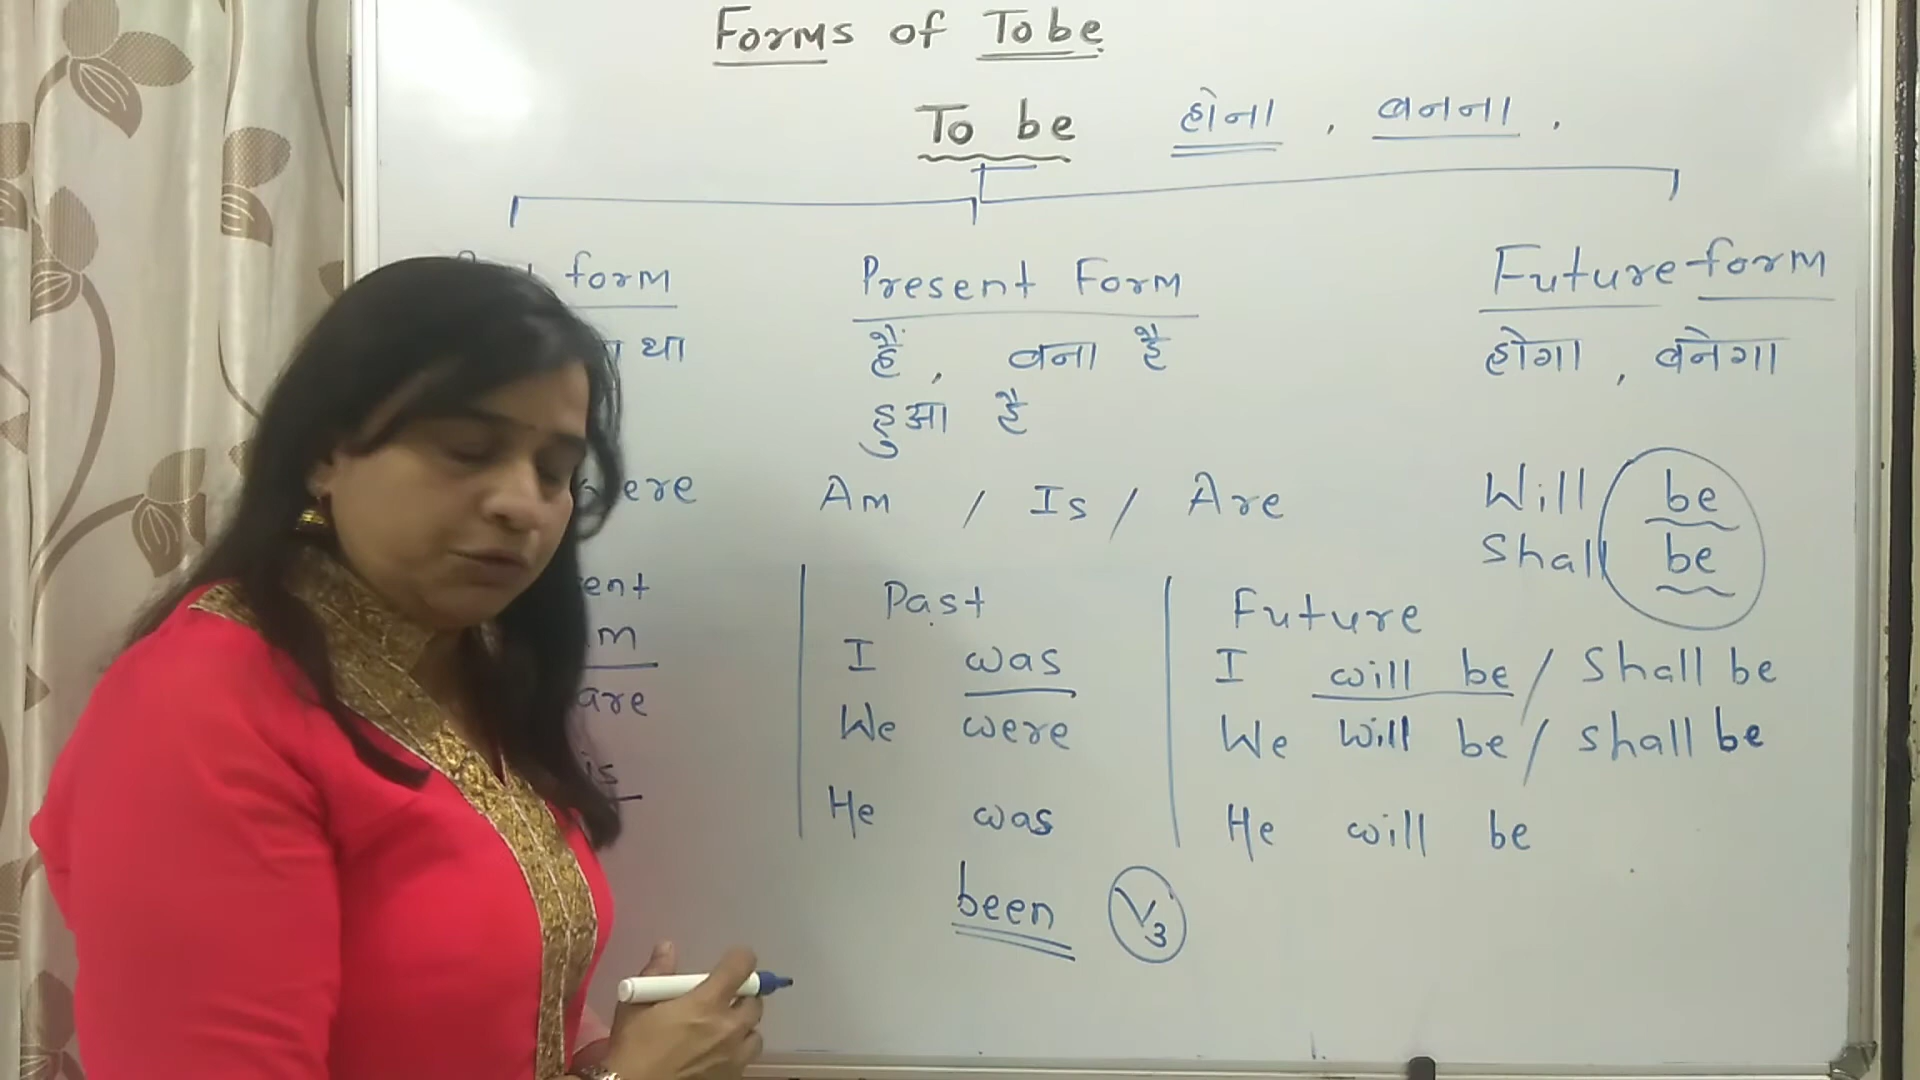 Forms of To be
To be होना , बनना .
form Present Form Future form
था हैं , बना है होगा , बनेगा
हुआ है
were Am / Is / Are Will be
Shall be
Past Future
I was I will be / Shall be
are We were We will be / shall be
is He was He will be
been V3